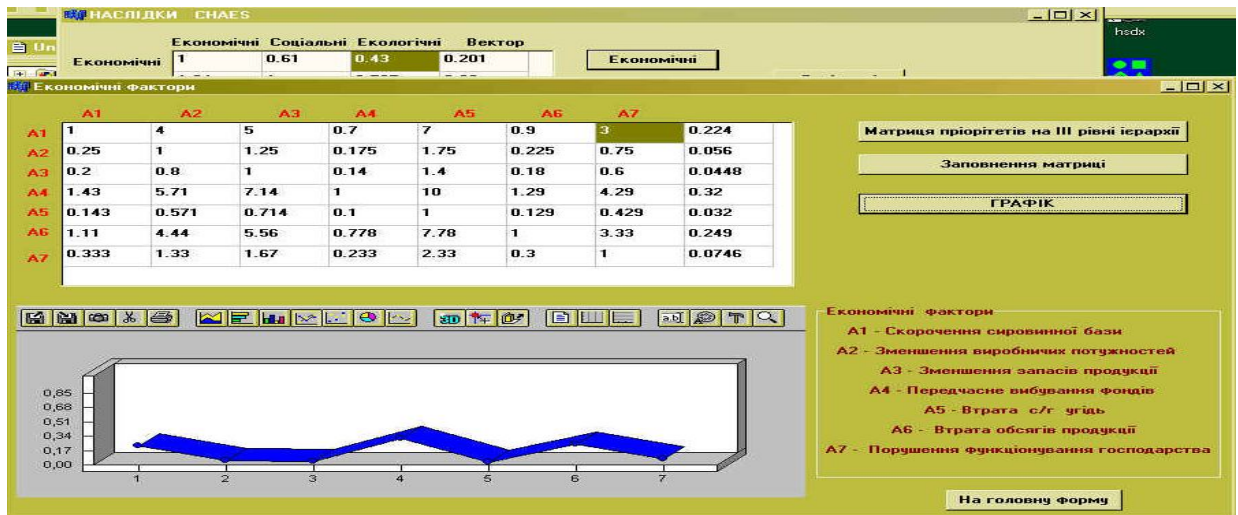 НАСЛІДКИ CHAES
hsdx
Un
Економічні Соціальні Екологічні Вектор
Економічні 1 0.61 0.43 0.201 Економічні
Економічні фактори
A1 A2 A3 A4 A5 A6 A7
A1 1 4 5 0.7 7 0.9 3 0.224
A2 0.25 1 1.25 0.175 1.75 0.225 0.75 0.056
A3 0.2 0.8 1 0.14 1.4 0.18 0.6 0.0448
A4 1.43 5.71 7.14 1 10 1.29 4.29 0.32
A5 0.143 0.571 0.714 0.1 1 0.129 0.429 0.032
A6 1.11 4.44 5.56 0.778 7.78 1 3.33 0.249
A7 0.333 1.33 1.67 0.233 2.33 0.3 1 0.0746
Матриця пріорітетів на III рівні ієрархії
Заповнення матриці
ГРАФІК
3D
0,85
0,68
0,51
0,34
0,17
0,00
1 2 3 4 5 6 7
Економічні фактори
A1 - Скорочення сировинної бази
A2 - Зменшення виробничих потужностей
A3 - Зменшення запасів продукції
A4 - Передчасне вибування фондів
A5 - Втрата с/г угідь
A6 - Втрата обсягів продукції
A7 - Порушення функціонування господарства
На головну форму